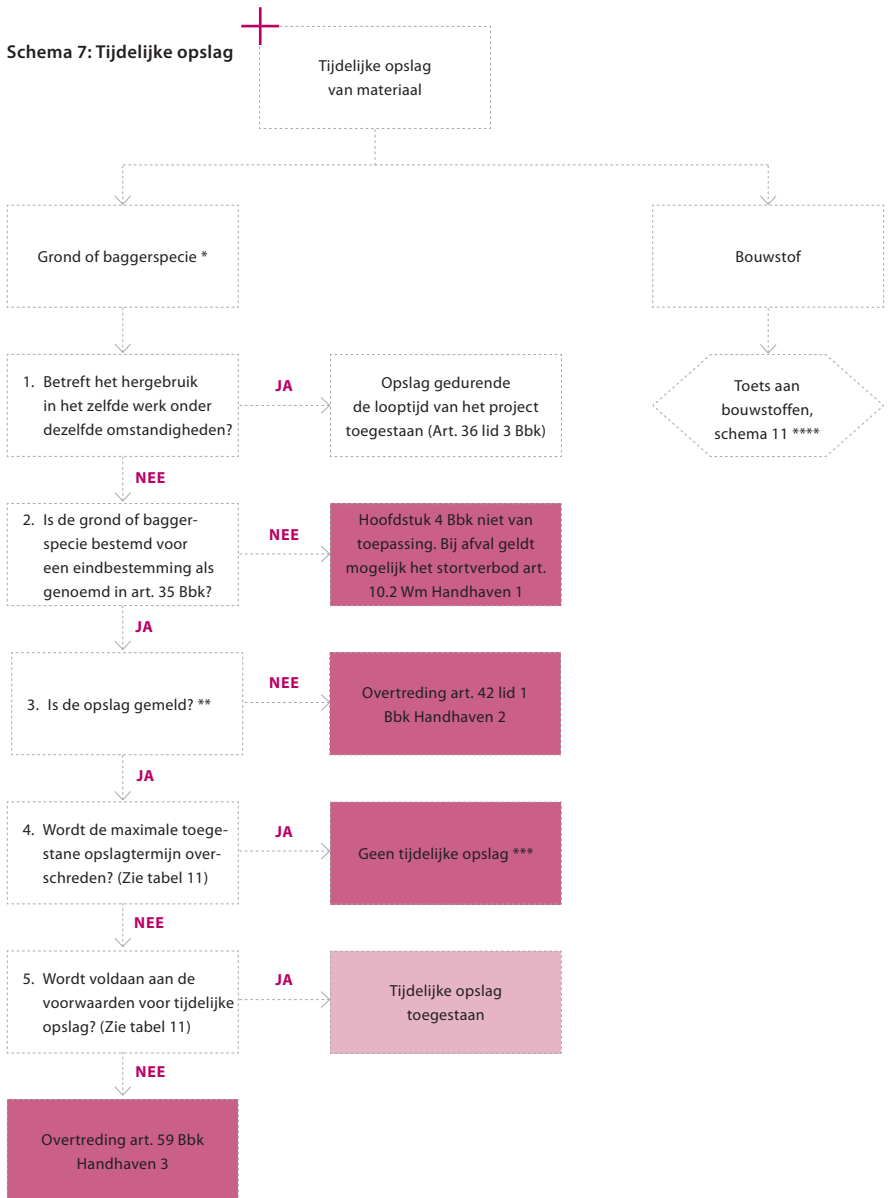 Schema 7: Tijdelijke opslag
Tijdelijke opslag
van materiaal
Grond of baggerspecie *
Bouwstof
1. Betreft het hergebruik
in het zelfde werk onder
dezelfde omstandigheden?
JA
Opslag gedurende
de looptijd van het project
toegestaan (Art. 36 lid 3 Bbk)
Toets aan
bouwstoffen,
schema 11 ****
NEE
2. Is de grond of bagger-
specie bestemd voor
een eindbestemming als
genoemd in art. 35 Bbk?
NEE
Hoofdstuk 4 Bbk niet van
toepassing. Bij afval geldt
mogelijk het stortverbod art.
10.2 Wm Handhaven 1
JA
3. Is de opslag gemeld? **
NEE
Overtreding art. 42 lid 1
Bbk Handhaven 2
JA
4. Wordt de maximale toege-
stane opslagtermijn over-
schreden? (Zie tabel 11)
JA
Geen tijdelijke opslag ***
NEE
5. Wordt voldaan aan de
voorwaarden voor tijdelijke
opslag? (Zie tabel 11)
JA
Tijdelijke opslag
toegestaan
NEE
Overtreding art. 59 Bbk
Handhaven 3